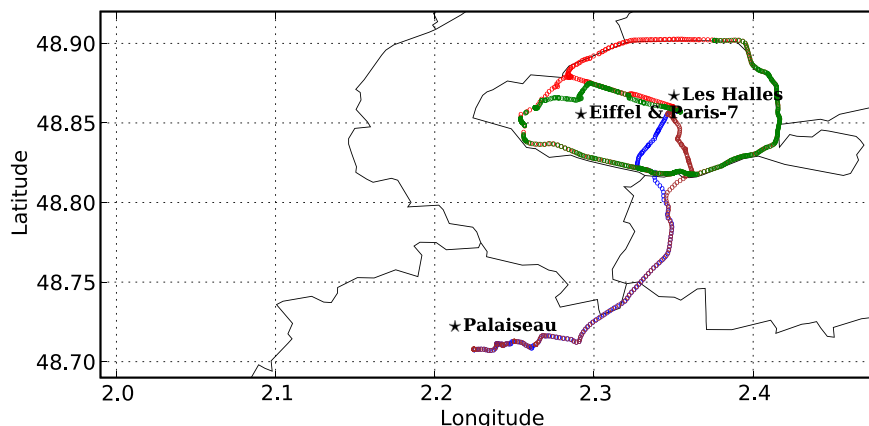 48.90
48.85
48.80
48.75
48.70
Latitude
★Les Halles
★Eiffel & Paris-7
★Palaiseau
2.0 2.1 2.2 2.3 2.4
Longitude